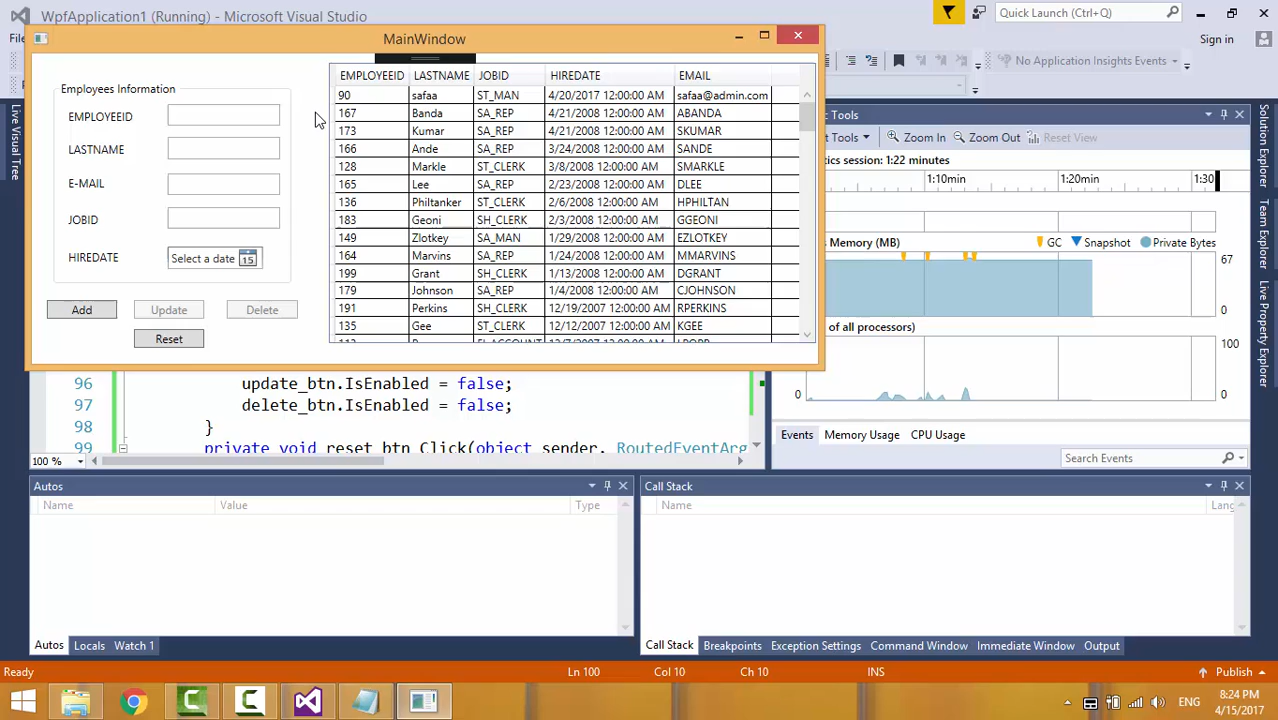 WpfApplication1 (Running) - Microsoft Visual Studio
Quick Launch (Ctrl+Q)
Sign in
No Application Insights Events
MainWindow
Employees Information
EMPLOYEEID
LASTNAME
E-MAIL
JOBID
HIREDATE
Select a date 15
Add
Update
Delete
Reset
EMPLOYEEID LASTNAME JOBID HIREDATE EMAIL
90 safaa ST_MAN 4/20/2017 12:00:00 AM safaa@admin.com
167 Banda SA_REP 4/21/2008 12:00:00 AM ABANDA
173 Kumar SA_REP 4/21/2008 12:00:00 AM SKUMAR
166 Ande SA_REP 3/24/2008 12:00:00 AM SANDE
128 Markle ST_CLERK 3/8/2008 12:00:00 AM SMARKLE
165 Lee SA_REP 2/23/2008 12:00:00 AM DLEE
136 Philtanker ST_CLERK 2/6/2008 12:00:00 AM HPHILTAN
183 Geoni SH_CLERK 2/3/2008 12:00:00 AM GGEONI
149 Zlotkey SA_MAN 1/29/2008 12:00:00 AM EZLOTKEY
164 Marvins SA_REP 1/24/2008 12:00:00 AM MMARVINS
199 Grant SH_CLERK 1/13/2008 12:00:00 AM DGRANT
179 Johnson SA_REP 1/4/2008 12:00:00 AM CJOHNSON
191 Perkins SH_CLERK 12/19/2007 12:00:00 AM RPERKINS
135 Gee ST_CLERK 12/12/2007 12:00:00 AM KGEE
Live Visual Tree
Tools
Tools Zoom In Zoom Out Reset View
session: 1:22 minutes
1:10min 1:20min 1:30
Memory (MB) GC Snapshot Private Bytes
67
0
of all processors)
100
0 0
Events Memory Usage CPU Usage
Search Events
Solution Explorer
Team Explorer
Live Property Explorer
96 update_btn.IsEnabled = false;
97 delete_btn.IsEnabled = false;
98 }
99 private void reset_btn_Click(object sender, RoutedEventArg
100 %
Autos
Name Value Type
Autos Locals Watch 1
Call Stack
Name Lang
Call Stack Breakpoints Exception Settings Command Window Immediate Window Output
Ready Ln 100 Col 10 Ch 10 INS Publish
ENG
8:24 PM
4/15/2017